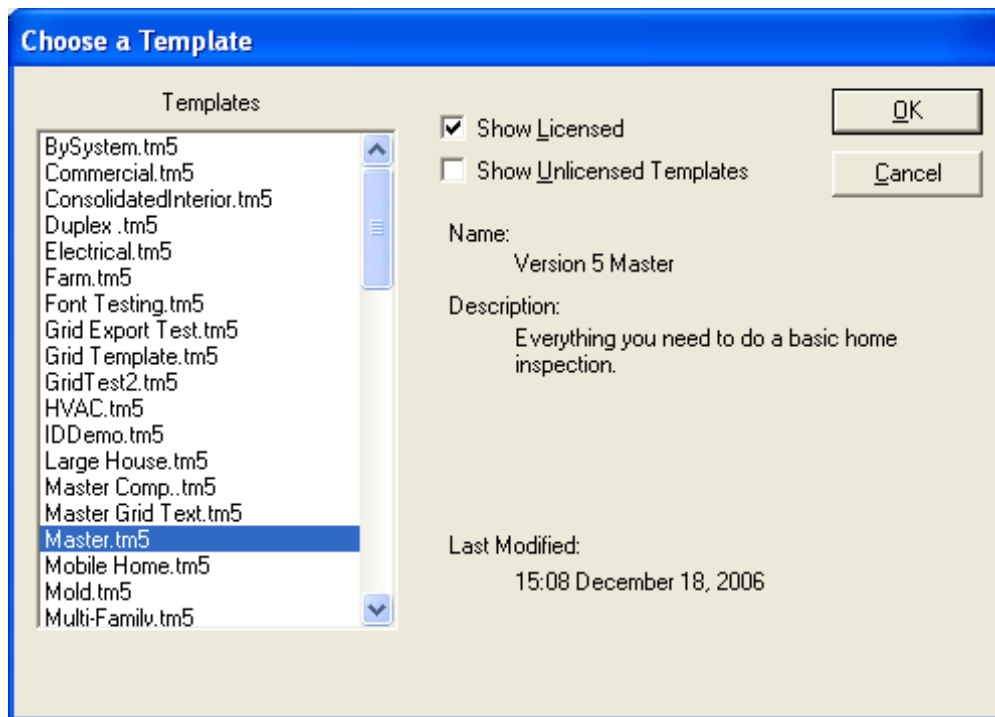 Choose a Template
Templates
BySystem.tm5
Commercial.tm5
ConsolidatedInterior.tm5
Duplex .tm5
Electrical.tm5
Farm.tm5
Font Testing.tm5
Grid Export Test.tm5
Grid Template.tm5
GridTest2.tm5
HVAC.tm5
IDDemo.tm5
Large House.tm5
Master Comp..tm5
Master Grid Text.tm5
Master.tm5
Mobile Home.tm5
Mold.tm5
Multi-Family.tm5
Show Licensed
Show Unlicensed Templates
OK
Cancel
Name:
Version 5 Master
Description:
Everything you need to do a basic home
inspection.
Last Modified:
15:08 December 18, 2006